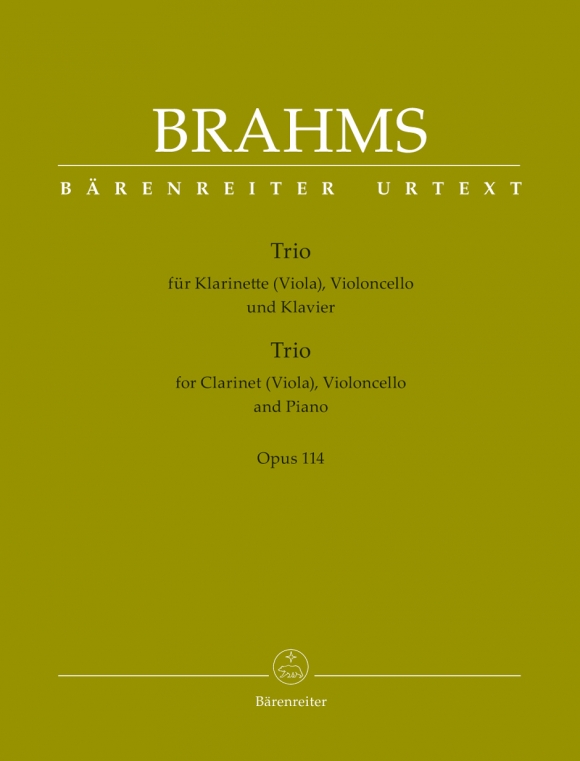 BRAHMS
BÄRENREITER URTEXT
Trio
für Klarinette (Viola), Violoncello
und Klavier
Trio
for Clarinet (Viola), Violoncello
and Piano
Opus 114
Bärenreiter